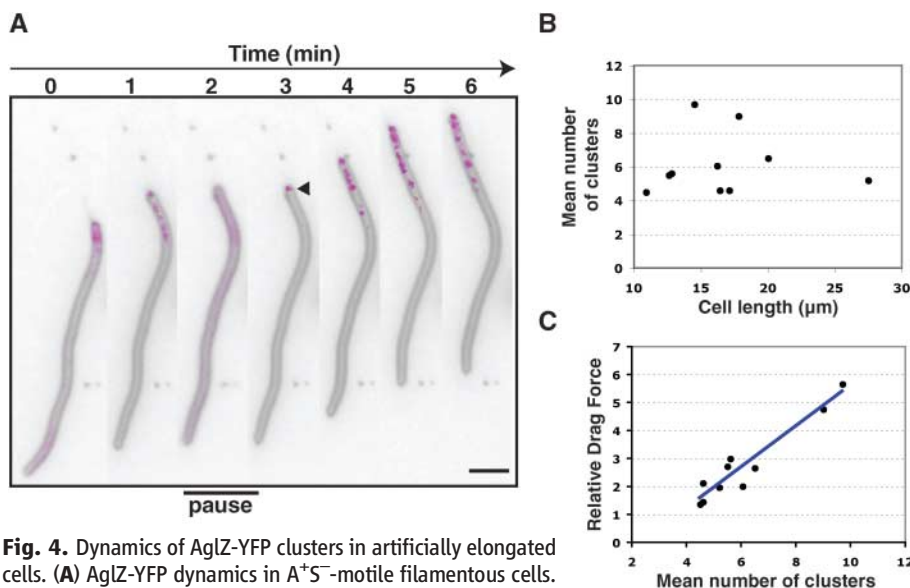 A
Time (min)
0 1 2 3 4 5 6
pause
B
Mean number
of clusters
12
10
8
6
4
2
0
10 15 20 25 30
Cell length (µm)
C
Relative Drag Force
7
6
5
4
3
2
1
0
2 4 6 8 10 12
Mean number of clusters
Fig. 4. Dynamics of AglZ-YFP clusters in artificially elongated
cells. (A) AglZ-YFP dynamics in A⁺S⁻-motile filamentous cells.